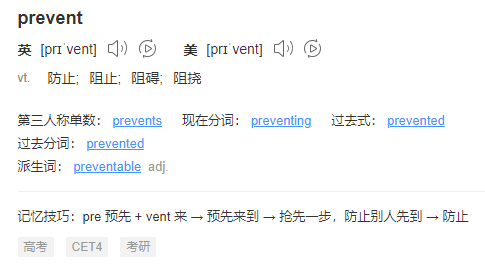 prevent
英 [prɪˈvent] 美 [prɪˈvent]
vt. 防止；阻止；阻碍；阻挠
第三人称单数： prevents 现在分词： preventing 过去式： prevented
过去分词： prevented
派生词： preventable adj.
记忆技巧：pre 预先 + vent 来 → 预先来到 → 抢先一步，防止别人先到 → 防止
高考 CET4 考研